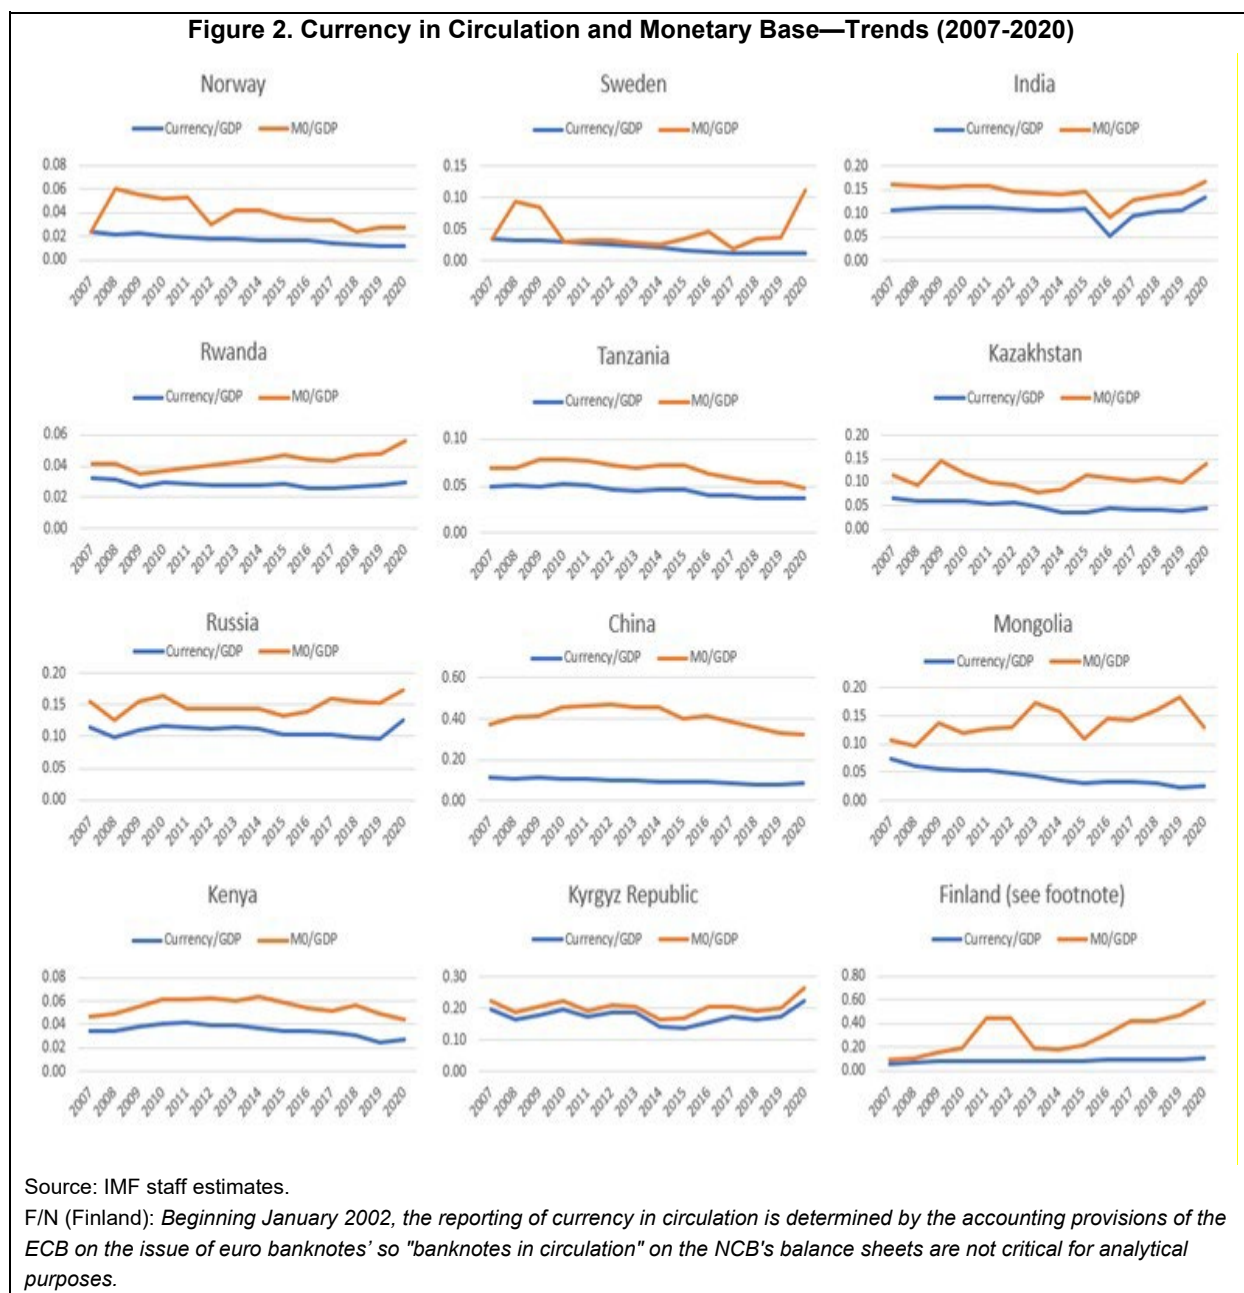 Figure 2. Currency in Circulation and Monetary Base—Trends (2007-2020)
Norway
Currency/GDP M0/GDP
0.08
0.06
0.04
0.02
0.00
2007 2008 2009 2010 2011 2012 2013 2014 2015 2016 2017 2018 2019 2020
Sweden
Currency/GDP M0/GDP
0.15
0.10
0.05
0.00
2007 2008 2009 2010 2011 2012 2013 2014 2015 2016 2017 2018 2019 2020
India
Currency/GDP M0/GDP
0.20
0.15
0.10
0.05
0.00
2007 2008 2009 2010 2011 2012 2013 2014 2015 2016 2017 2018 2019 2020
Rwanda
Currency/GDP M0/GDP
0.06
0.04
0.02
0.00
2007 2008 2009 2010 2011 2012 2013 2014 2015 2016 2017 2018 2019 2020
Tanzania
Currency/GDP M0/GDP
0.10
0.05
0.00
2007 2008 2009 2010 2011 2012 2013 2014 2015 2016 2017 2018 2019 2020
Kazakhstan
Currency/GDP M0/GDP
0.20
0.15
0.10
0.05
0.00
2007 2008 2009 2010 2011 2012 2013 2014 2015 2016 2017 2018 2019 2020
Russia
Currency/GDP M0/GDP
0.20
0.15
0.10
0.05
0.00
2007 2008 2009 2010 2011 2012 2013 2014 2015 2016 2017 2018 2019 2020
China
Currency/GDP M0/GDP
0.60
0.40
0.20
0.00
2007 2008 2009 2010 2011 2012 2013 2014 2015 2016 2017 2018 2019 2020
Mongolia
Currency/GDP M0/GDP
0.20
0.15
0.10
0.05
0.00
2007 2008 2009 2010 2011 2012 2013 2014 2015 2016 2017 2018 2019 2020
Kenya
Currency/GDP M0/GDP
0.08
0.06
0.04
0.02
0.00
2007 2008 2009 2010 2011 2012 2013 2014 2015 2016 2017 2018 2019 2020
Kyrgyz Republic
Currency/GDP M0/GDP
0.30
0.20
0.10
0.00
2007 2008 2009 2010 2011 2012 2013 2014 2015 2016 2017 2018 2019 2020
Finland (see footnote)
Currency/GDP M0/GDP
0.80
0.60
0.40
0.20
0.00
2007 2008 2009 2010 2011 2012 2013 2014 2015 2016 2017 2018 2019 2020
Source: IMF staff estimates.
F/N (Finland): Beginning January 2002, the reporting of currency in circulation is determined by the accounting provisions of the
ECB on the issue of euro banknotes’ so "banknotes in circulation" on the NCB's balance sheets are not critical for analytical
purposes.